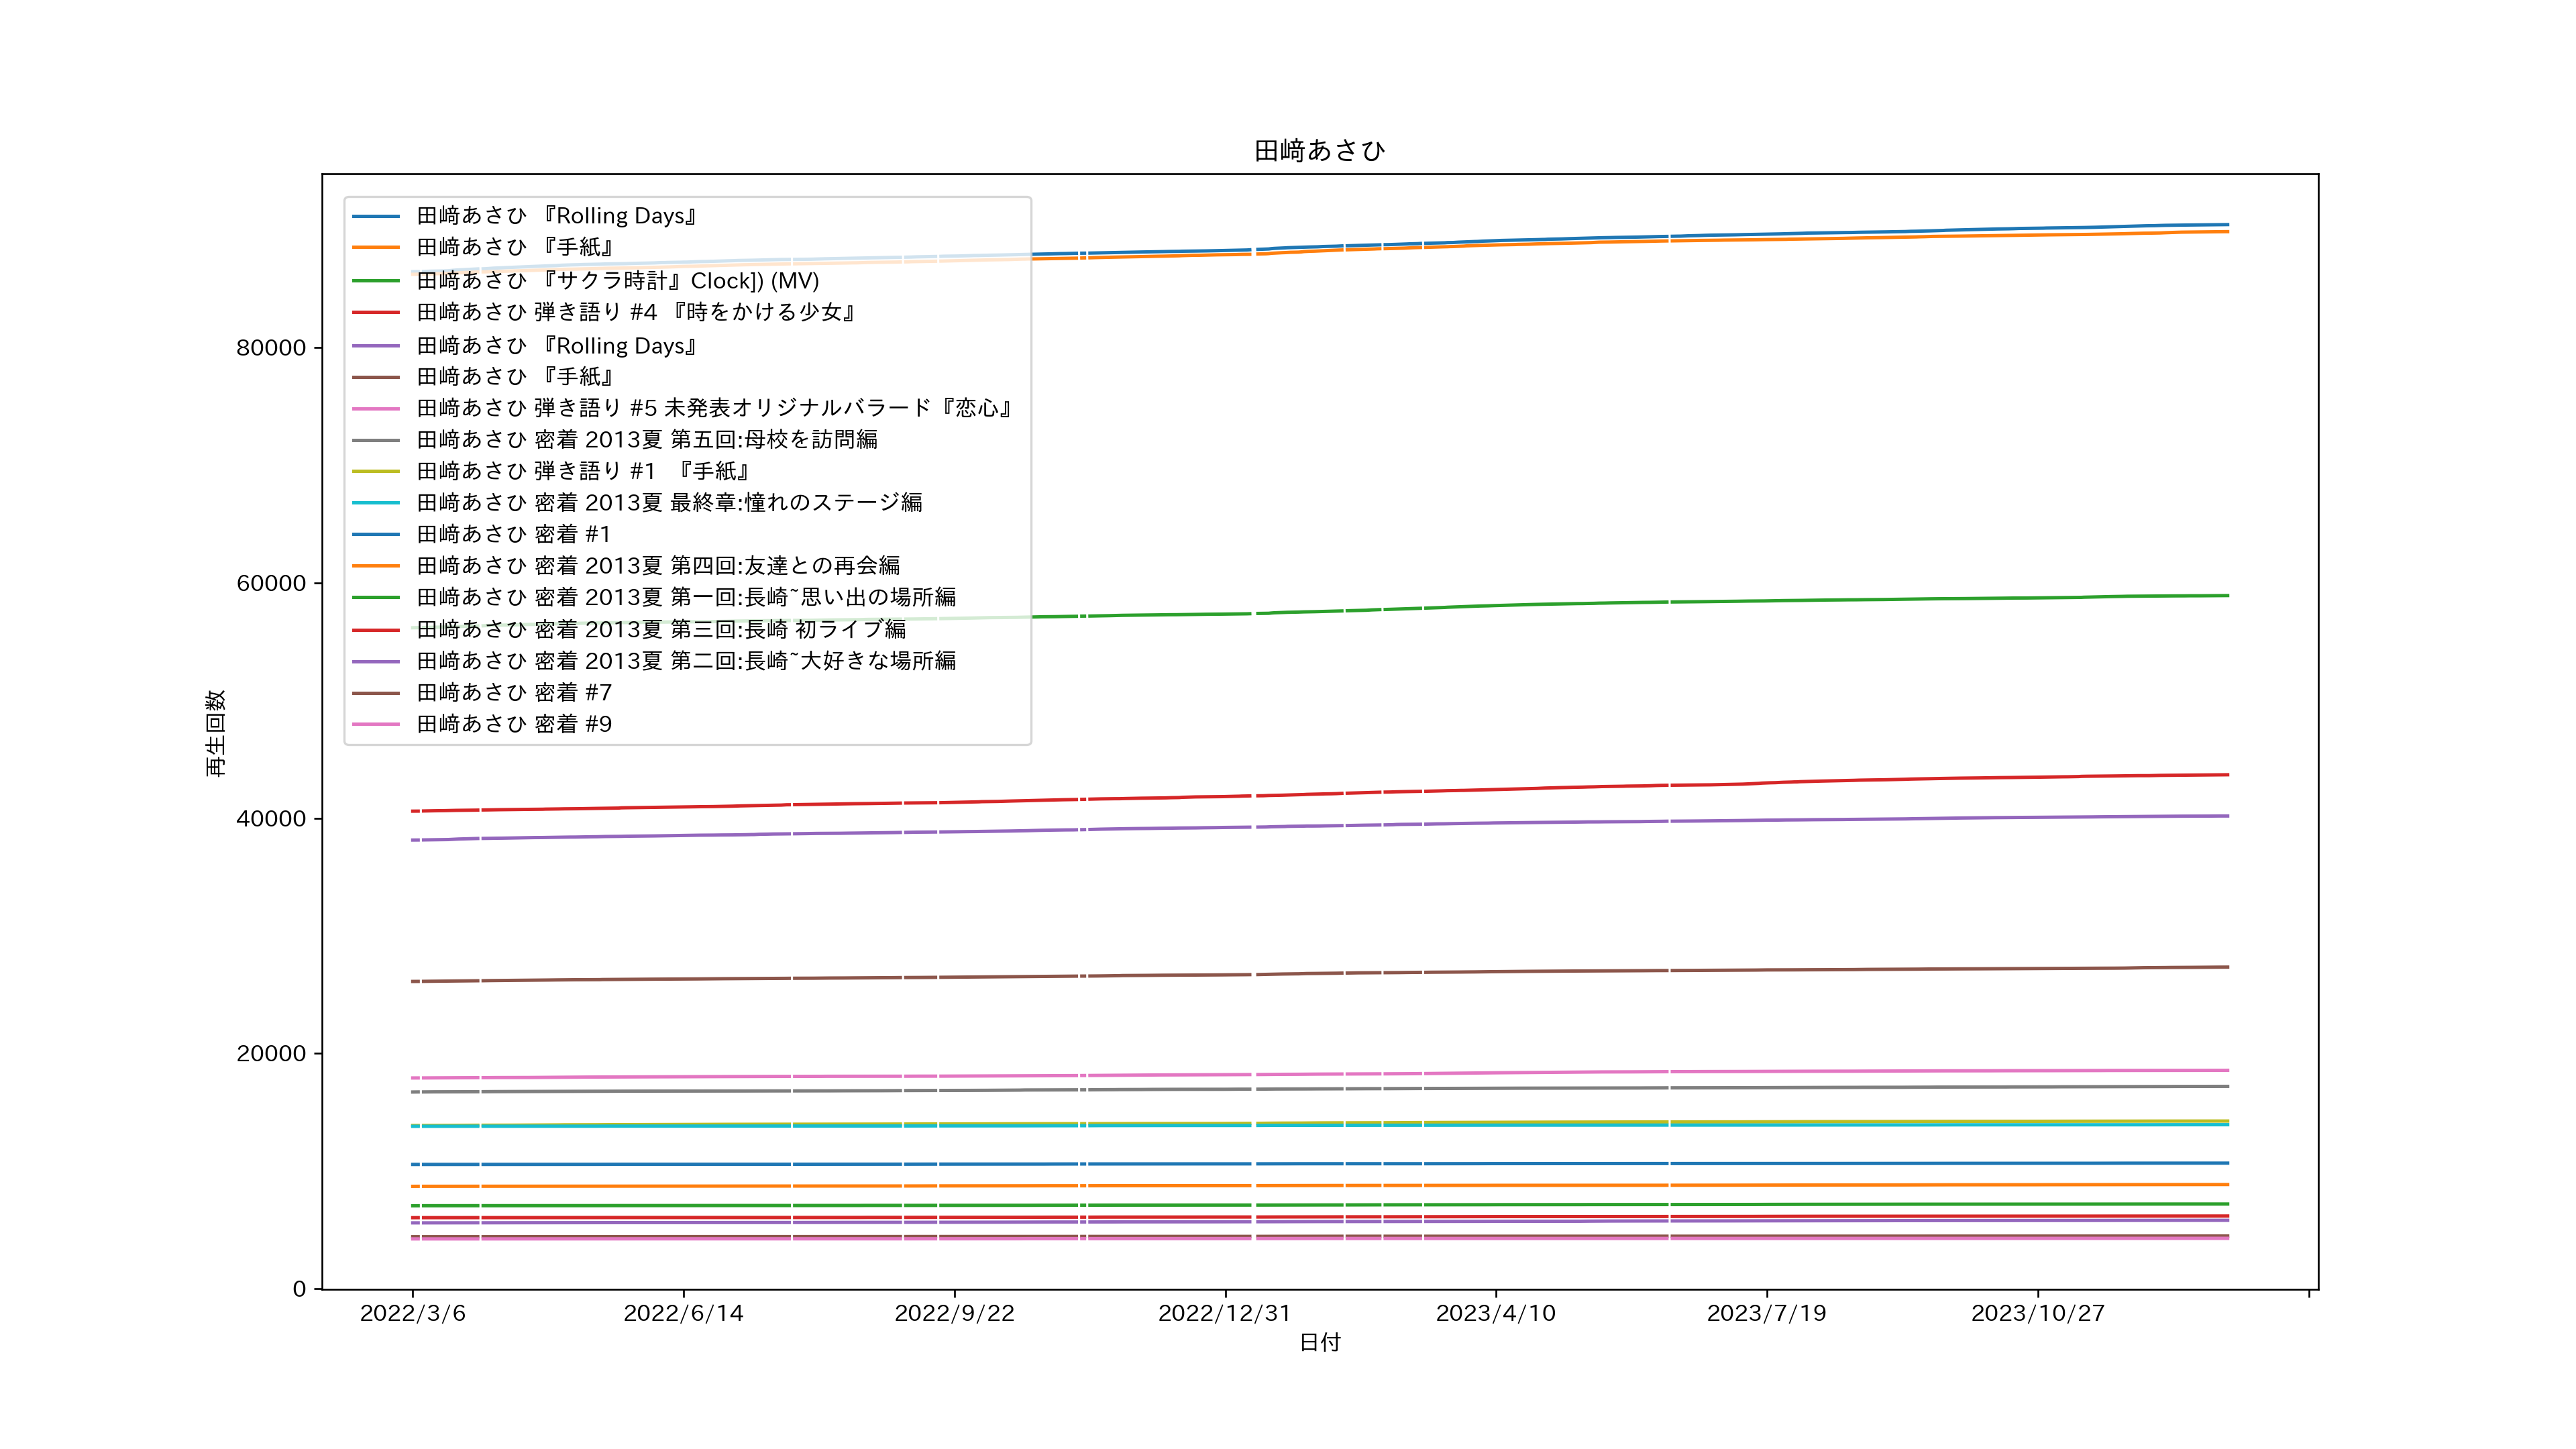 田﨑あさひ
田﨑あさひ 『Rolling Days』
田﨑あさひ 『手紙』
田﨑あさひ 『サクラ時計』Clock]) (MV)
田﨑あさひ 弾き語り #4 『時をかける少女』
田﨑あさひ 『Rolling Days』
田﨑あさひ 『手紙』
田﨑あさひ 弾き語り #5 未発表オリジナルバラード『恋心』
田﨑あさひ 密着 2013夏 第五回:母校を訪問編
田﨑あさひ 弾き語り #1 『手紙』
田﨑あさひ 密着 2013夏 最終章:憧れのステージ編
田﨑あさひ 密着 #1
田﨑あさひ 密着 2013夏 第四回:友達との再会編
田﨑あさひ 密着 2013夏 第一回:長崎~思い出の場所編
田﨑あさひ 密着 2013夏 第三回:長崎 初ライブ編
田﨑あさひ 密着 2013夏 第二回:長崎~大好きな場所編
田﨑あさひ 密着 #7
田﨑あさひ 密着 #9
再生回数
80000
60000
40000
20000
0
2022/3/6 2022/6/14 2022/9/22 2022/12/31 2023/4/10 2023/7/19 2023/10/27
日付